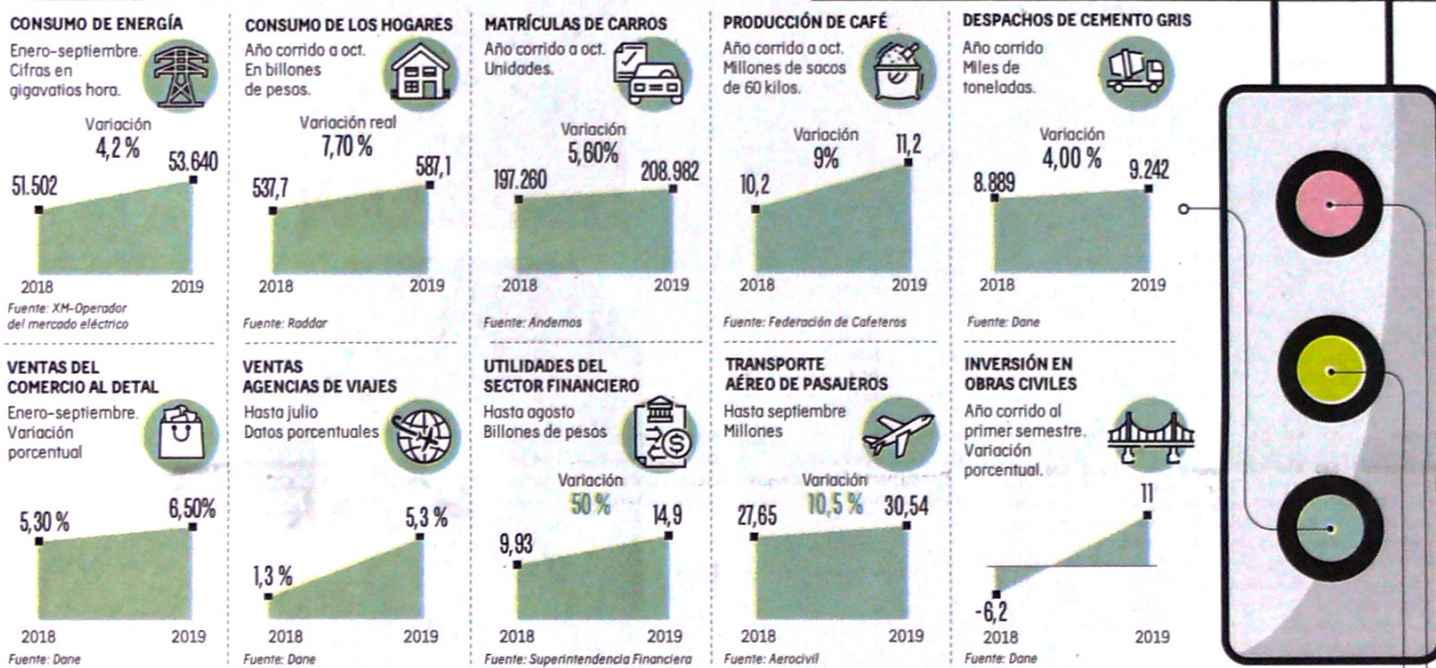 CONSUMO DE ENERGÍA
Enero-septiembre.
Cifras en
gigavatios hora.
Variación
4,2 %
51.502
53.640
2018
2019
Fuente: XM-Operador
del mercado eléctrico
CONSUMO DE LOS HOGARES
Año corrido a oct.
En billones
de pesos.
Variación real
7,70 %
537,7
587,1
2018
2019
Fuente: Raddar
MATRÍCULAS DE CARROS
Año corrido a oct.
Unidades.
Variación
5,60%
197.260
208.982
2018
2019
Fuente: Andemos
PRODUCCIÓN DE CAFÉ
Año corrido a oct.
Millones de sacos
de 60 kilos.
Variación
9%
10,2
11,2
2018
2019
Fuente: Federación de Cafeteros
DESPACHOS DE CEMENTO GRIS
Año corrido
Miles de
toneladas.
Variación
4,00 %
8.889
9.242
2018
2019
Fuente: Dane
VENTAS DEL
COMERCIO AL DETAL
Enero-septiembre.
Variación
porcentual
5,30 %
6,50%
2018
2019
Fuente: Dane
VENTAS
AGENCIAS DE VIAJES
Hasta julio
Datos porcentuales
1,3 %
5,3 %
2018
2019
Fuente: Dane
UTILIDADES DEL
SECTOR FINANCIERO
Hasta agosto
Billones de pesos
Variación
50 %
9,93
14,9
2018
2019
Fuente: Superintendencia Financiera
TRANSPORTE
AÉREO DE PASAJEROS
Hasta septiembre
Millones
Variación
10,5 %
27,65
30,54
2018
2019
Fuente: Aerocivil
INVERSIÓN EN
OBRAS CIVILES
Año corrido al
primer semestre.
Variación
porcentual.
-6,2
11
2018
2019
Fuente: Dane